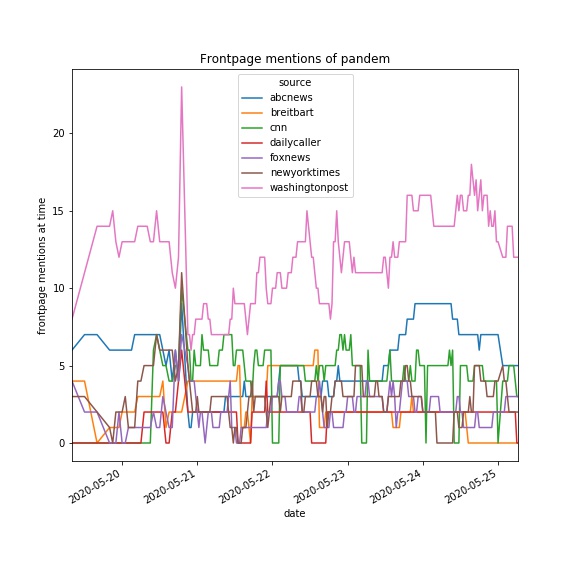 Frontpage mentions of pandem
source
abcnews
breitbart
cnn
dailycaller
foxnews
newyorktimes
washingtonpost
frontpage mentions at time
20
15
10
5
0
2020-05-20
2020-05-21
2020-05-22
2020-05-23
2020-05-24
2020-05-25
date